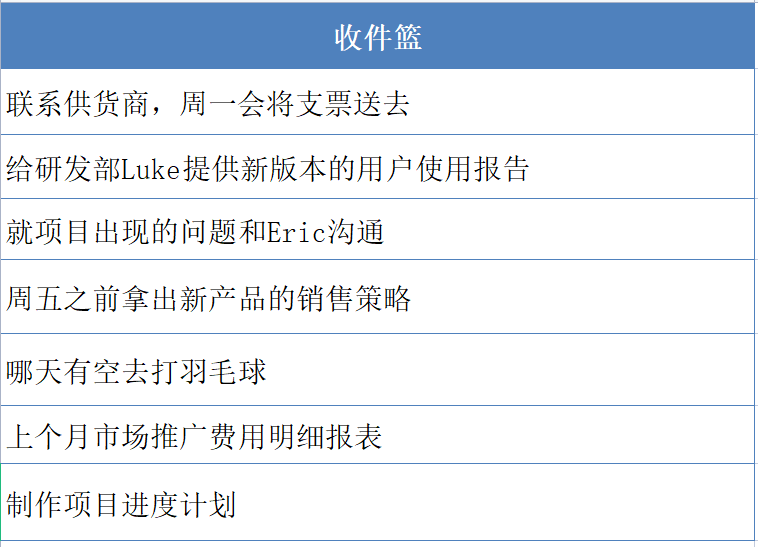 收件篮
联系供货商，周一会将支票送去
给研发部Luke提供新版本的用户使用报告
就项目出现的问题和Eric沟通
周五之前拿出新产品的销售策略
哪天有空去打羽毛球
上个月市场推广费用明细报表
制作项目进度计划